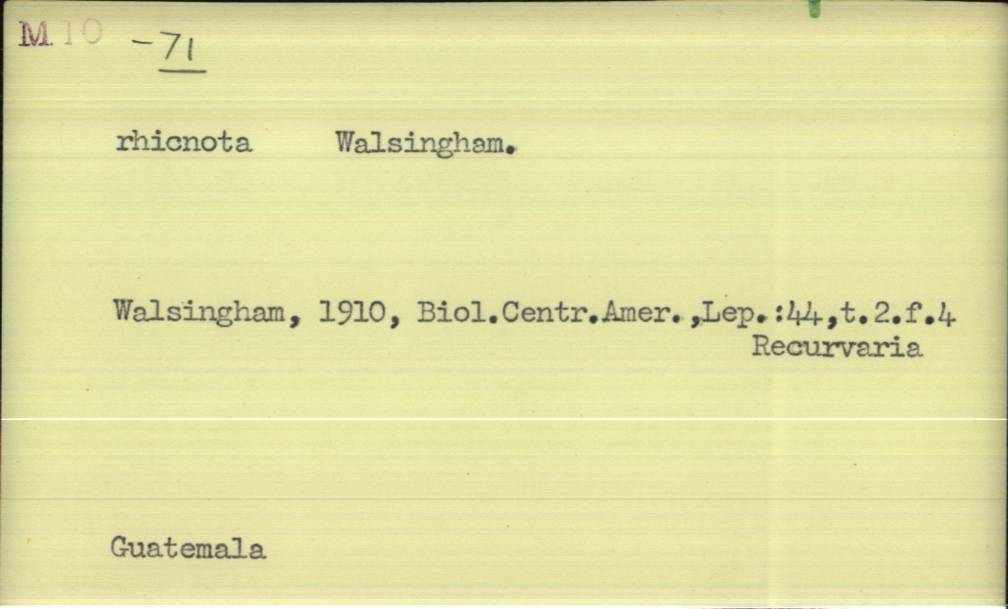 M.10 -71
rhicnota Walsingham.
Walsingham, 1910, Biol.Centr.Amer.,Lep.:44,t.2.f.4
Recurvaria
Guatemala